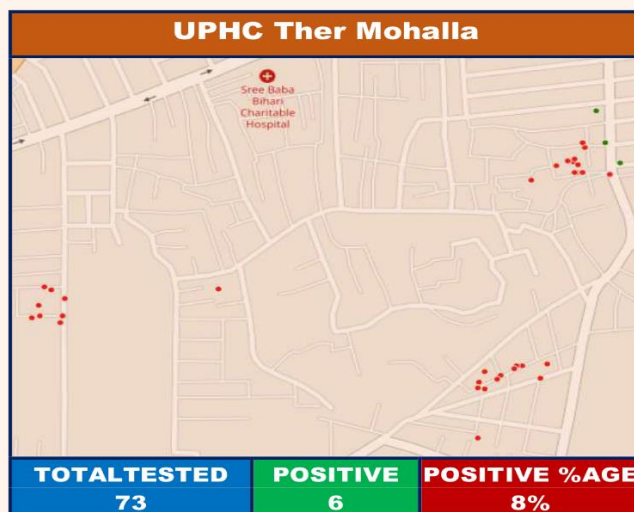 UPHC Ther Mohalla
Sree Baba
Bihari
Charitable
Hospital
TOTALTESTED
73
POSITIVE
6
POSITIVE %AGE
8%